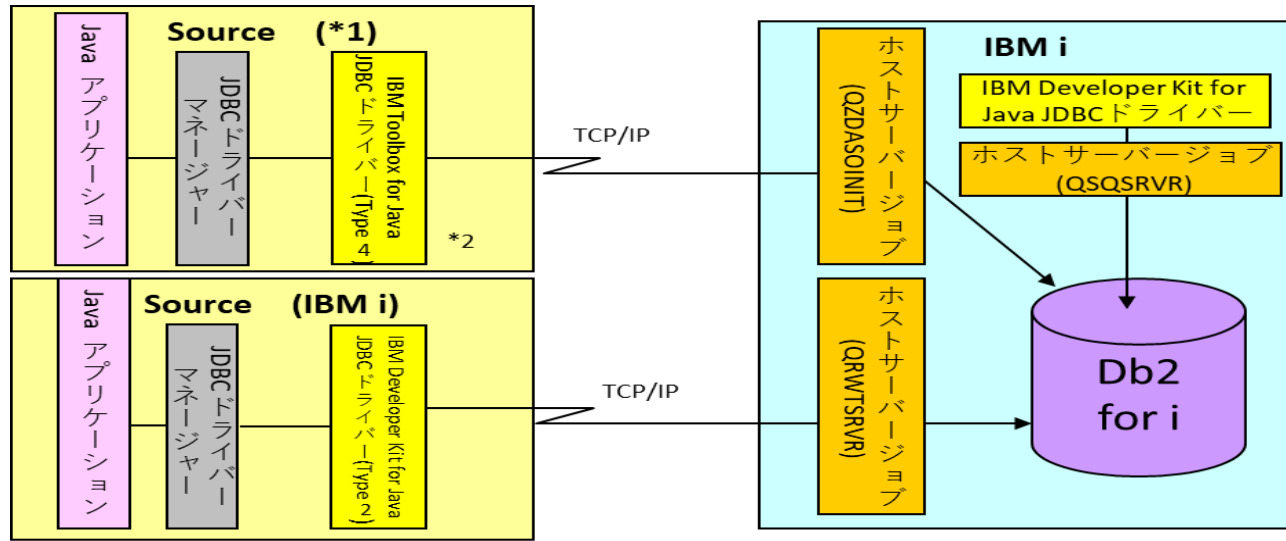 Source (*1)
Java アプリケーション
JDBCドライバー
マネージャー
IBM Toolbox for Java
JDBCドライバー(Type 4)
*2
TCP/IP
Source (IBM i)
Java アプリケーション
JDBCドライバー
マネージャー
IBM Developer Kit for Java
JDBCドライバー(Type 2)
TCP/IP
IBM i
ホストサーバージョブ
(QZDASOINIT)
IBM Developer Kit for
Java JDBCドライバー
ホストサーバージョブ
(QSQSRVR)
ホストサーバージョブ
(QRWTSRVR)
Db2
for i